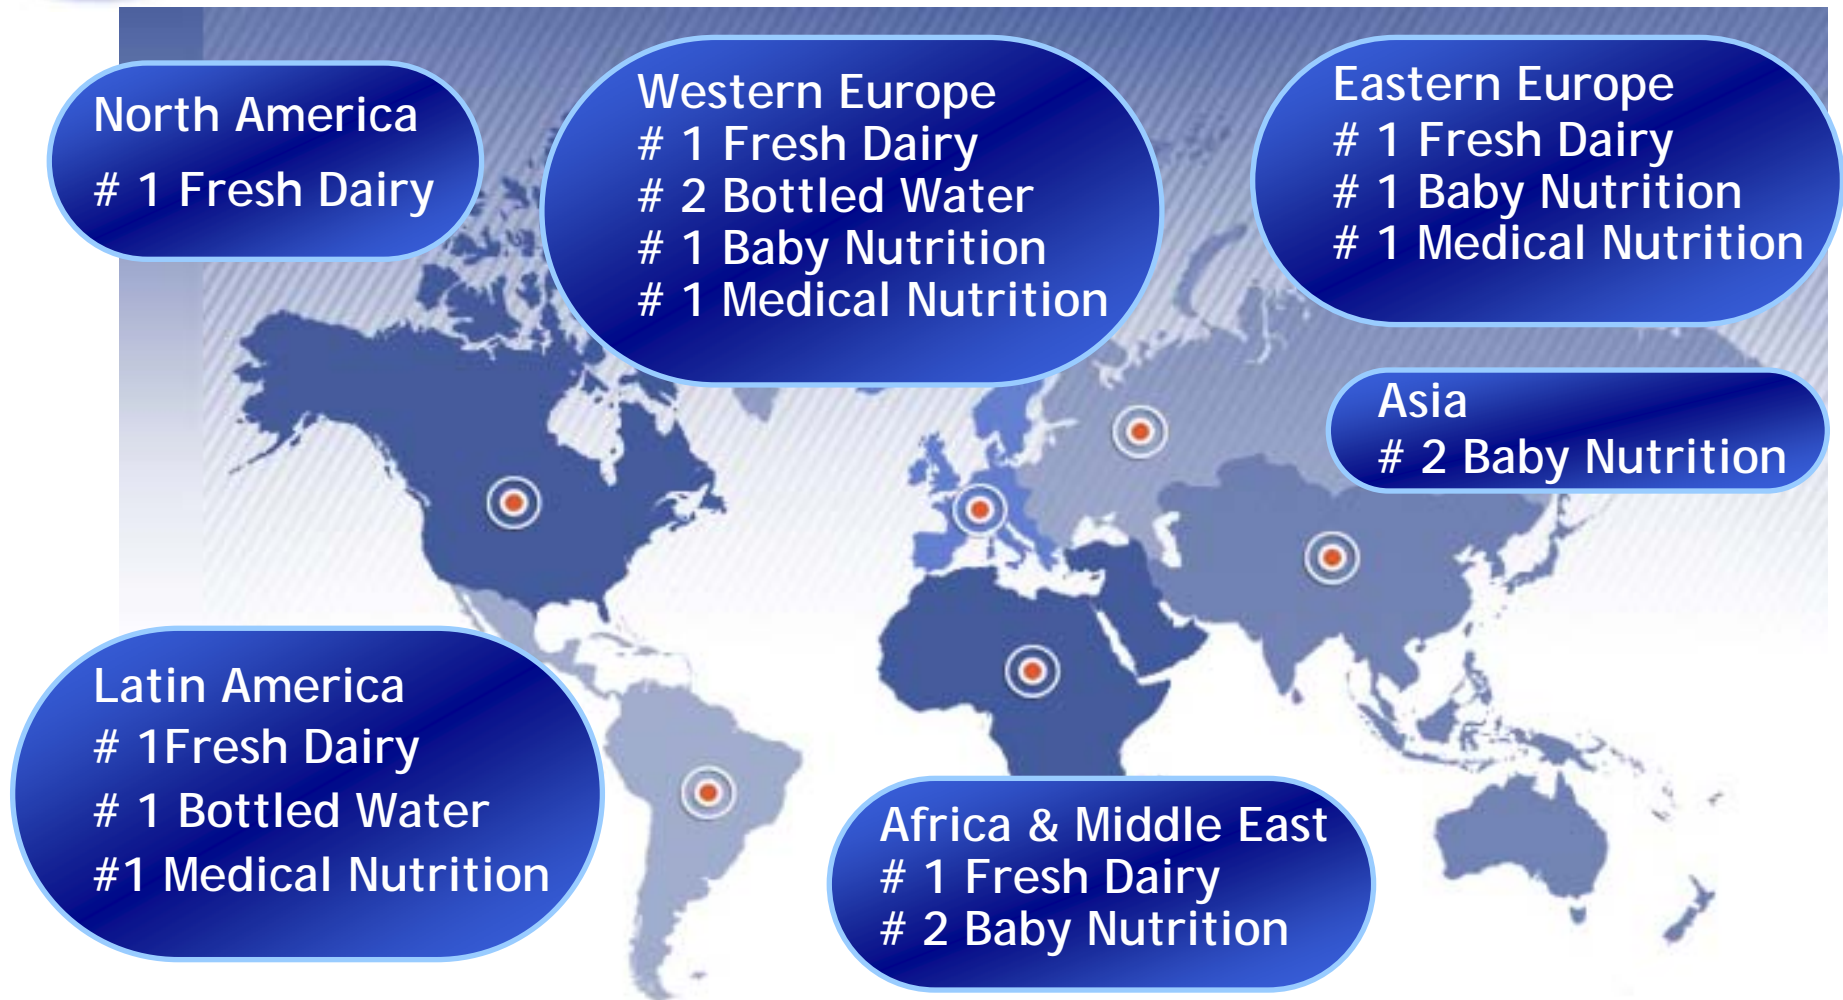 North America
# 1 Fresh Dairy
Western Europe
# 1 Fresh Dairy
# 2 Bottled Water
# 1 Baby Nutrition
# 1 Medical Nutrition
Eastern Europe
# 1 Fresh Dairy
# 1 Baby Nutrition
# 1 Medical Nutrition
Asia
# 2 Baby Nutrition
Latin America
# 1Fresh Dairy
# 1 Bottled Water
#1 Medical Nutrition
Africa & Middle East
# 1 Fresh Dairy
# 2 Baby Nutrition